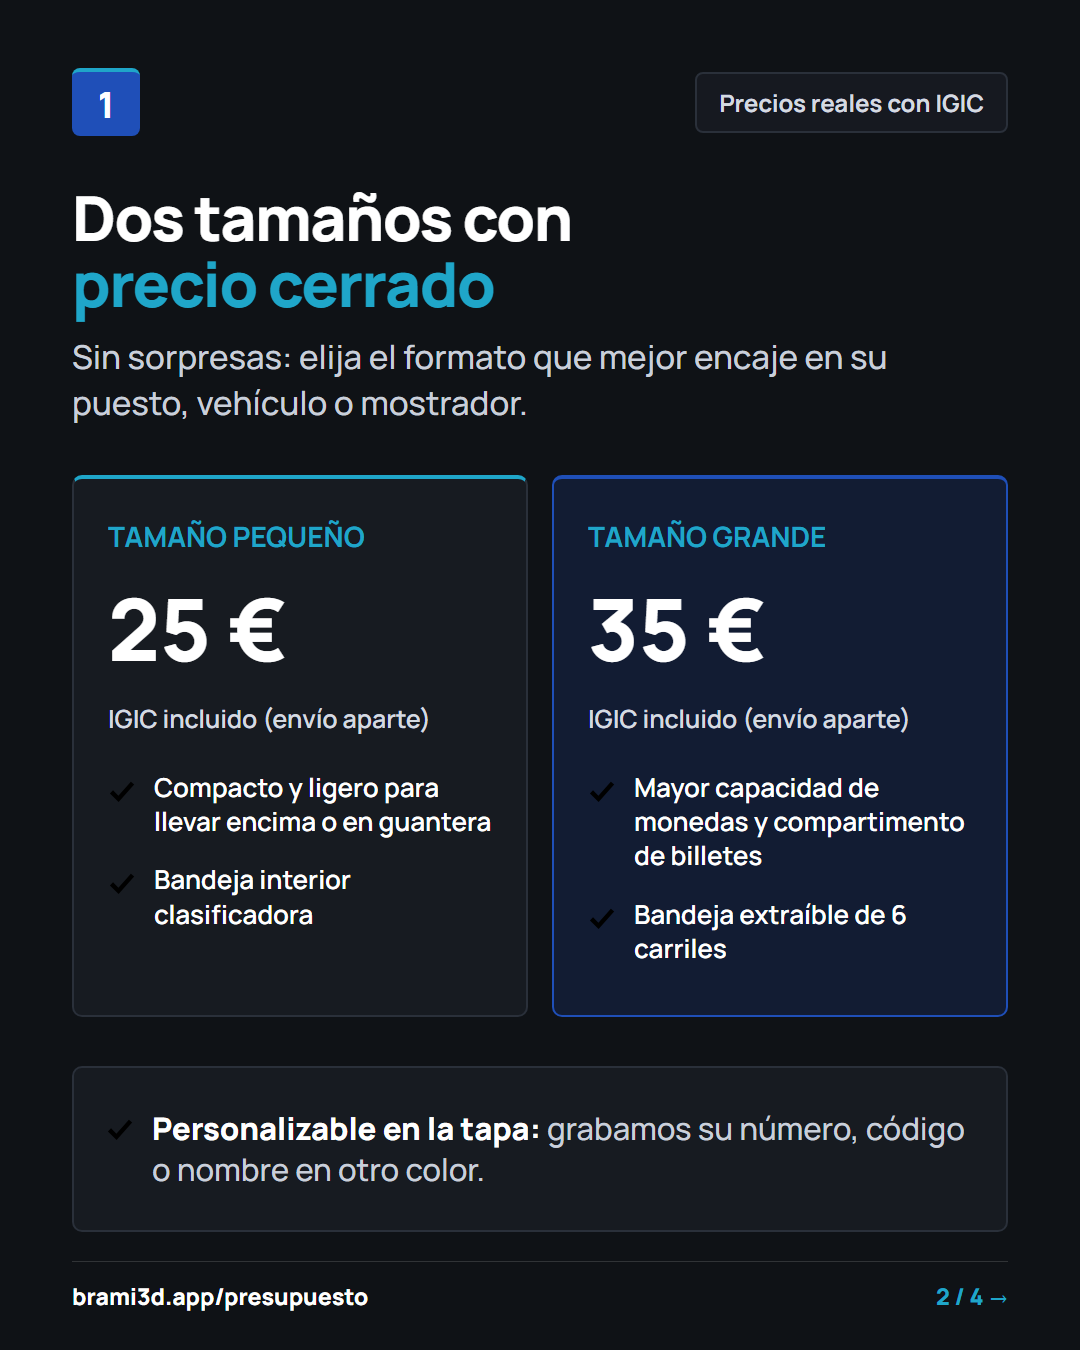 1
Precios reales con IGIC
Dos tamaños con
precio cerrado
Sin sorpresas: elija el formato que mejor encaje en su
puesto, vehículo o mostrador.
TAMAÑO PEQUEÑO
25 €
IGIC incluido (envío aparte)
Compacto y ligero para
llevar encima o en guantera
Bandeja interior
clasificadora
TAMAÑO GRANDE
35 €
IGIC incluido (envío aparte)
Mayor capacidad de
monedas y compartimento
de billetes
Bandeja extraíble de 6
carriles
Personalizable en la tapa: grabamos su número, código
o nombre en otro color.
brami3d.app/presupuesto
2 / 4 →